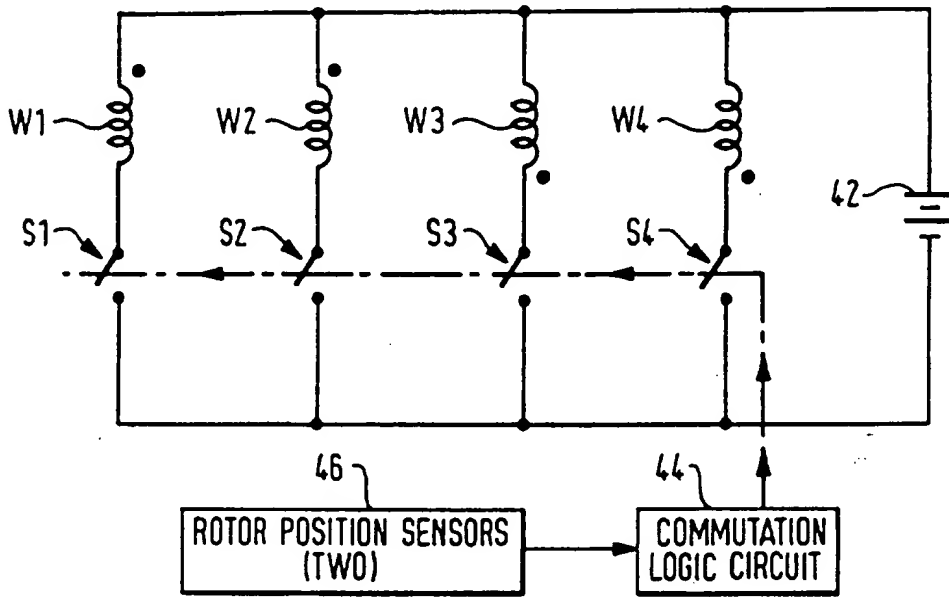 W1
W2
W3
W4
42
S1
S2
S3
S4
46
44
ROTOR POSITION SENSORS
(TWO)
COMMUTATION
LOGIC CIRCUIT